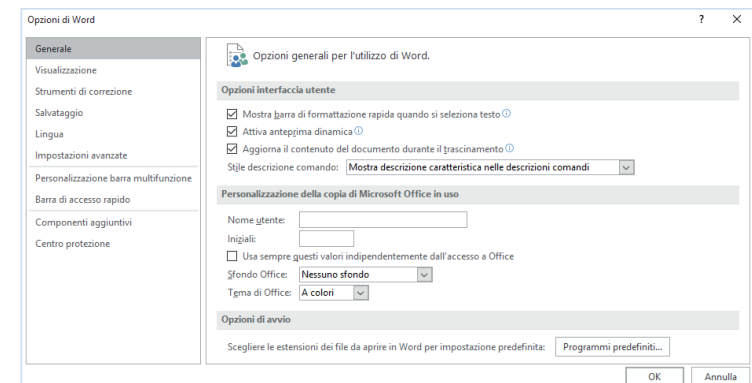 Opzioni di Word
? ×
Generale
Visualizzazione
Strumenti di correzione
Salvataggio
Lingua
Impostazioni avanzate
Personalizzazione barra multifunzione
Barra di accesso rapido
Componenti aggiuntivi
Centro protezione
Opzioni generali per l'utilizzo di Word.
Opzioni interfaccia utente
Mostra barra di formattazione rapida quando si seleziona testo
Attiva anteprima dinamica
Aggiorna il contenuto del documento durante il trascinamento
Stile descrizione comando: Mostra descrizione caratteristica nelle descrizioni comandi
Personalizzazione della copia di Microsoft Office in uso
Nome utente:
Iniziali:
Usa sempre questi valori indipendentemente dall'accesso a Office
Sfondo Office: Nessuno sfondo
Tema di Office: A colori
Opzioni di avvio
Scegliere le estensioni dei file da aprire in Word per impostazione predefinita: Programmi predefiniti...
OK Annulla